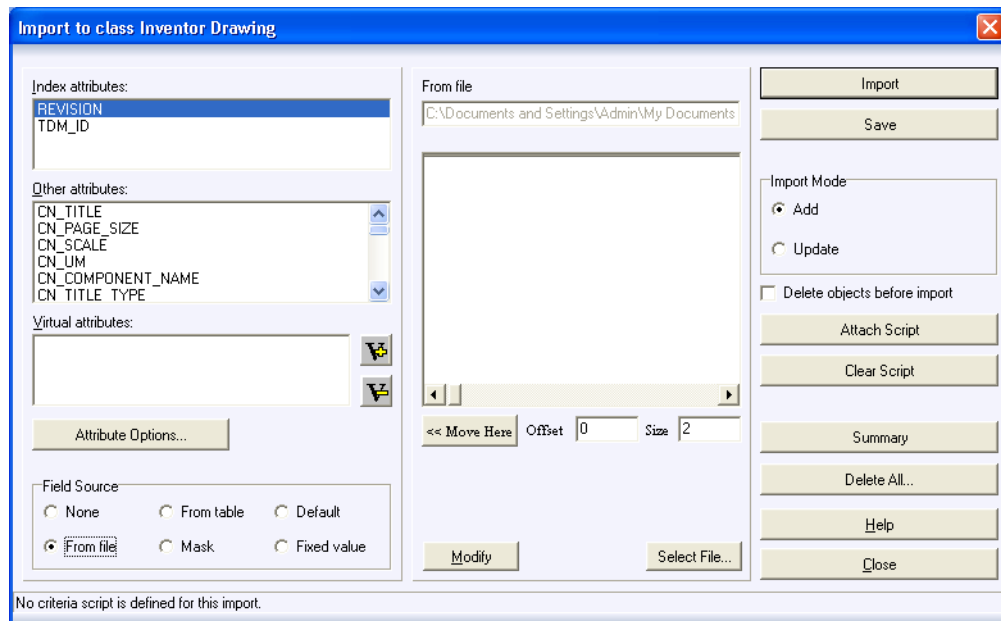 Import to class Inventor Drawing
Index attributes:
REVISION
TDM_ID
Other attributes:
CN_TITLE
CN_PAGE_SIZE
CN_SCALE
CN_UM
CN_COMPONENT_NAME
CN_TITLE_TYPE
Virtual attributes:
Attribute Options...
Field Source
None
From table
Default
From file
Mask
Fixed value
From file
C:\Documents and Settings\Admin\My Documents
<< Move Here
Offset
0
Size
2
Modify
Select File...
Import
Save
Import Mode
Add
Update
Delete objects before import
Attach Script
Clear Script
Summary
Delete All...
Help
Close
No criteria script is defined for this import.